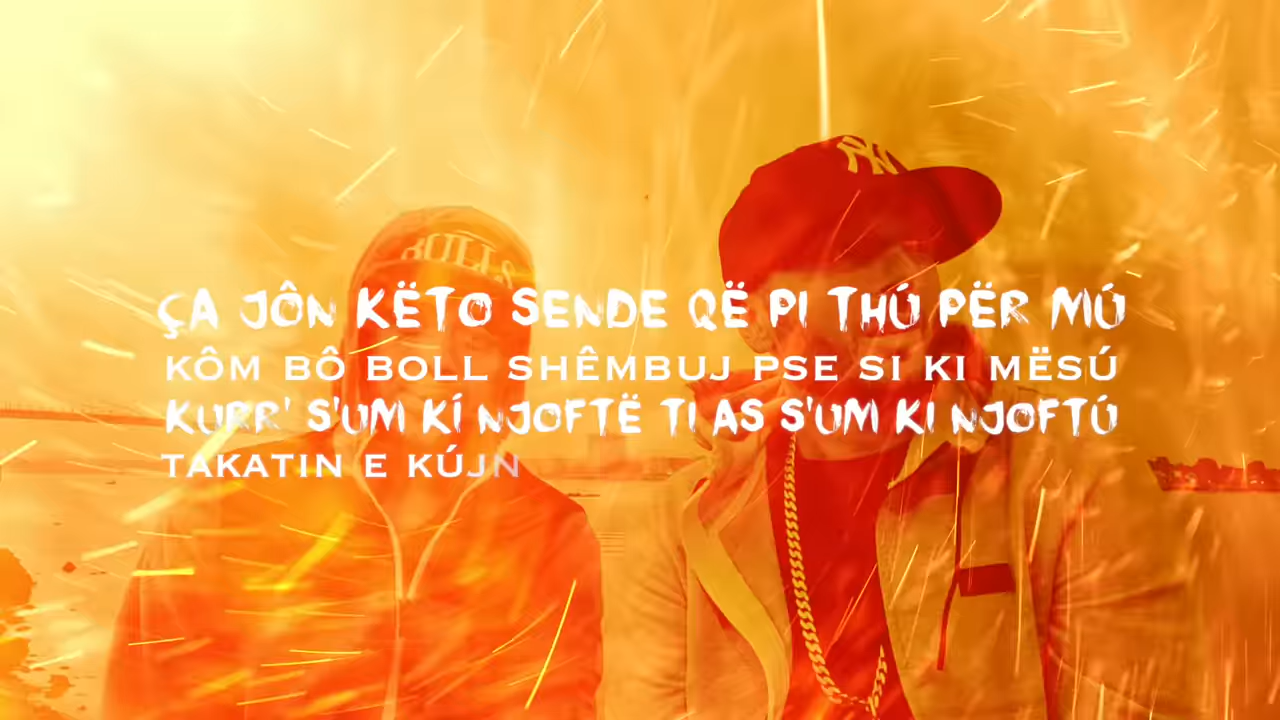 ÇA JÔN KËTO SENDE QË PI THÚ PËR MÚ
KÔM BÔ BOLL SHÊMBUJ PSE SI KI MËSÚ
KURR' S'UM KÍ NJOFTË TI AS S'UM KI NJOFTÚ
TAKATIN E KÚJN